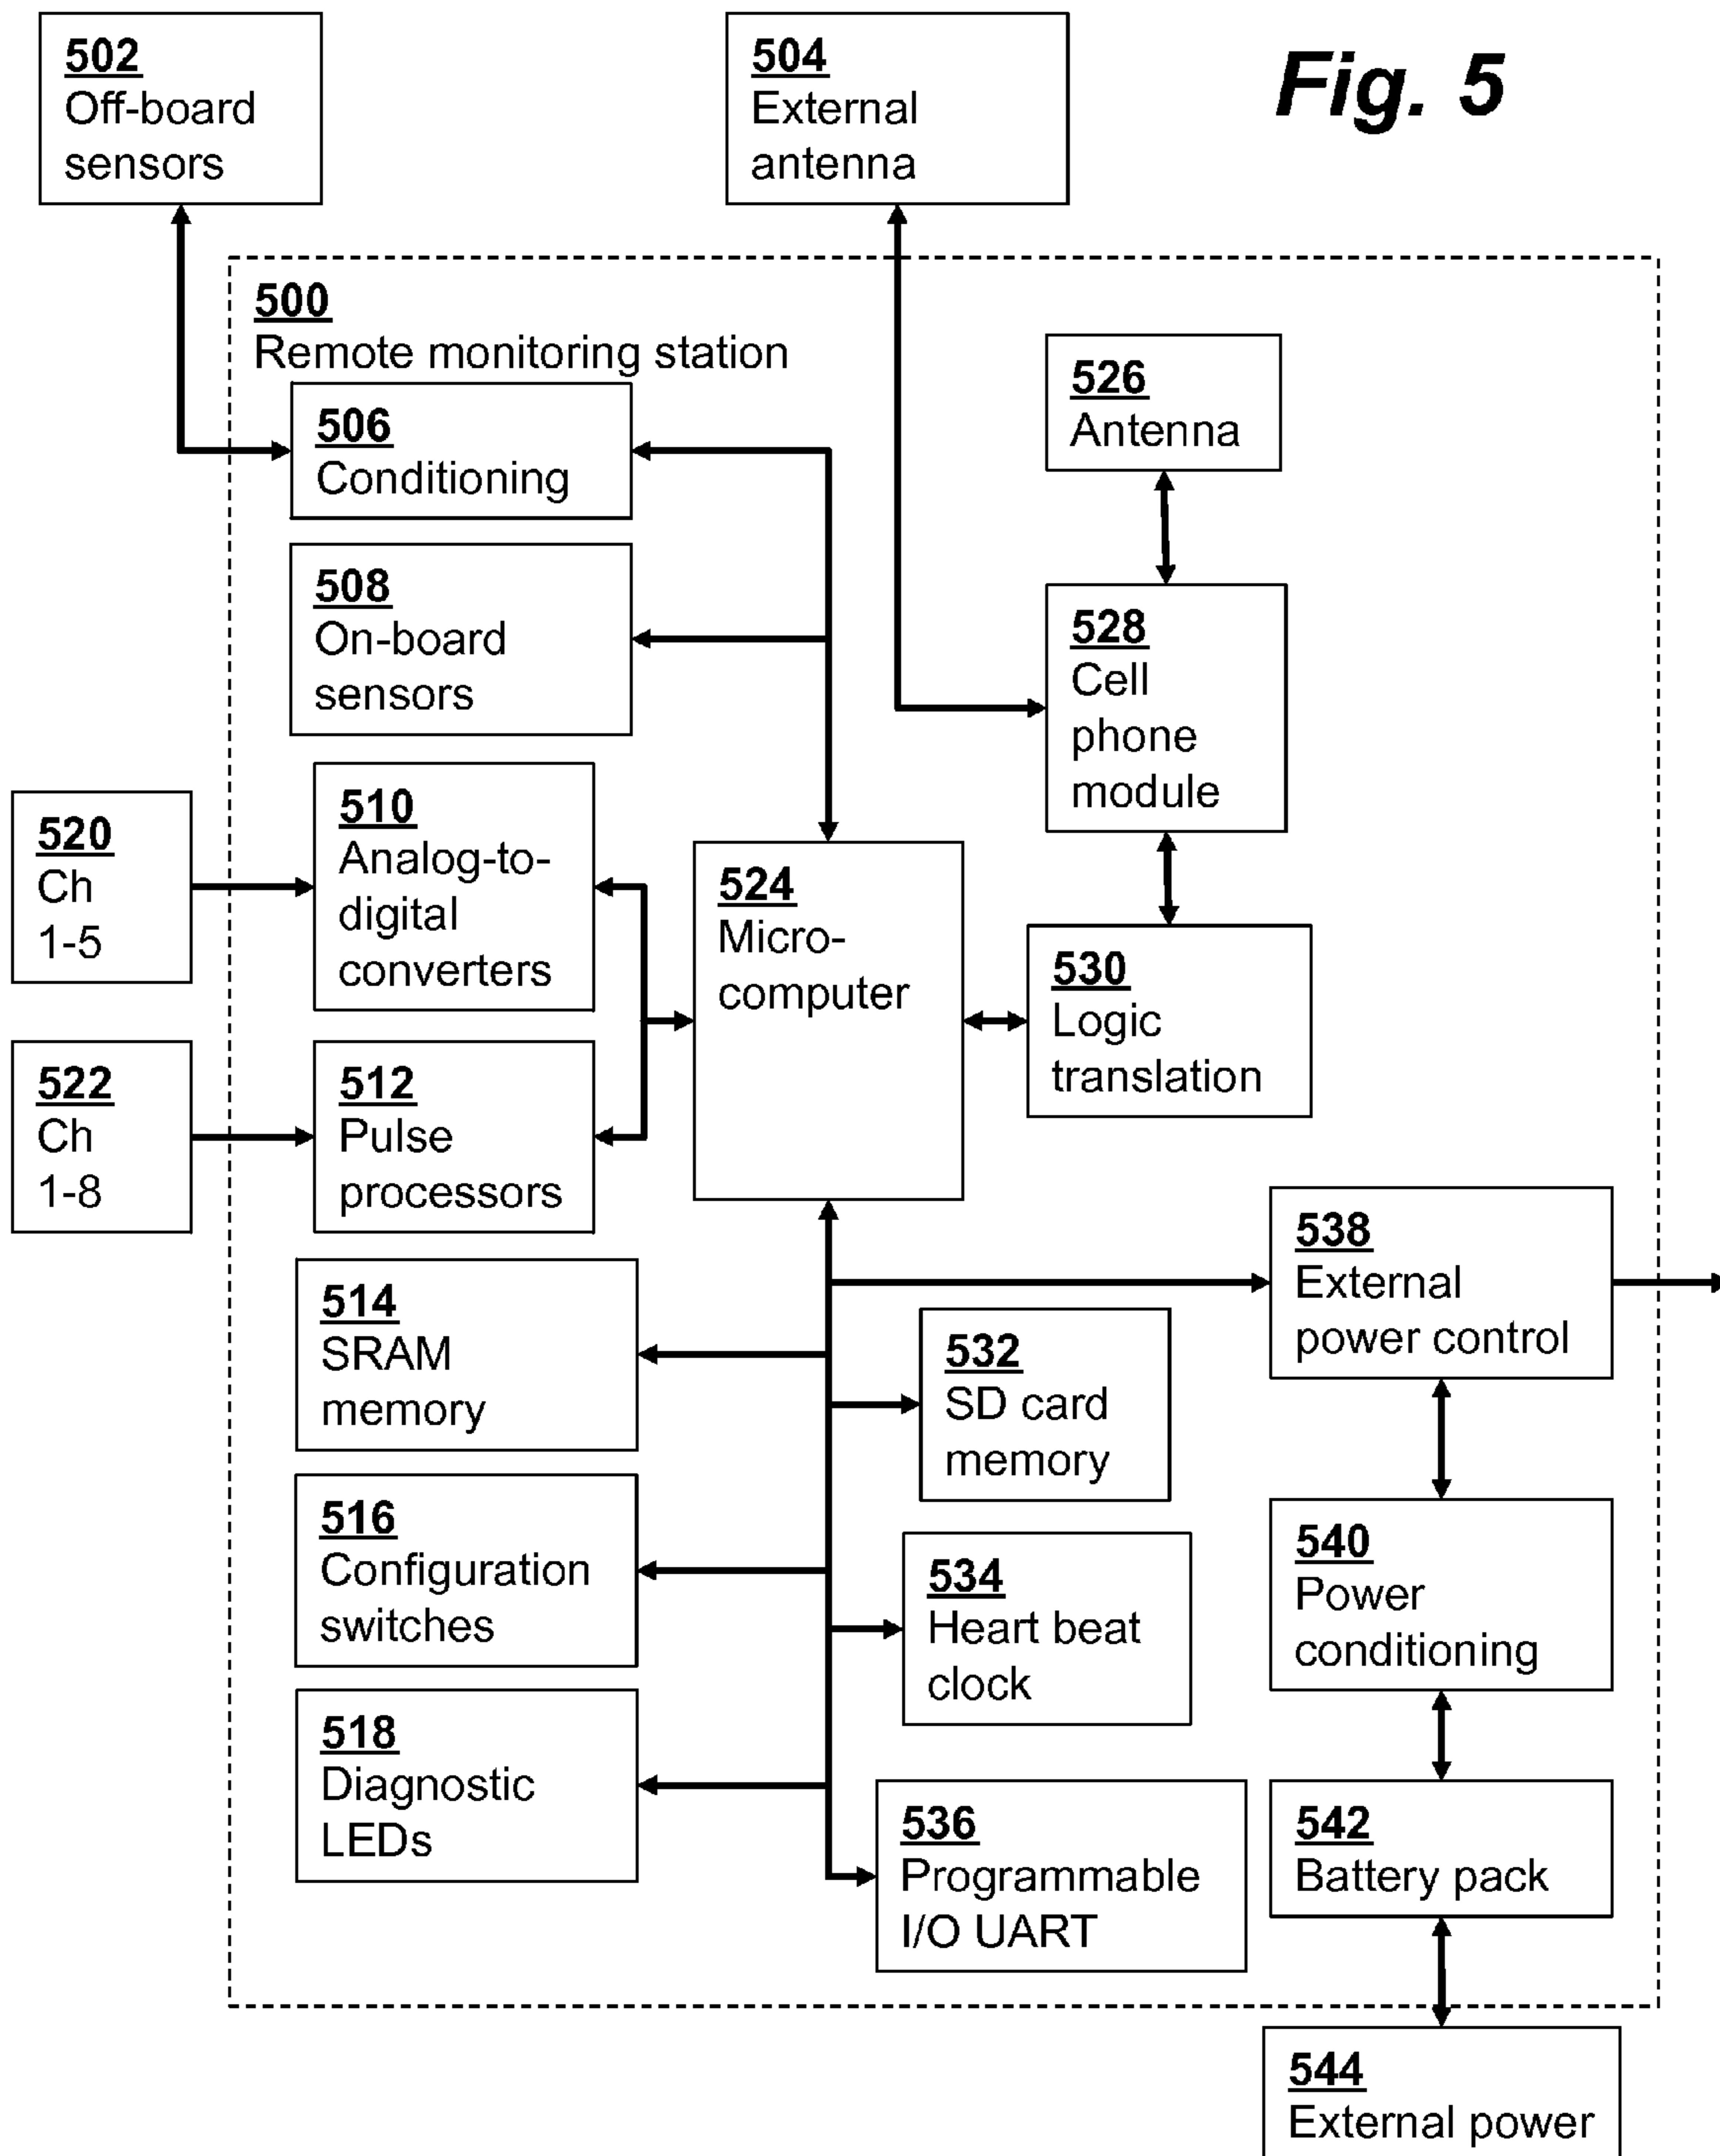 502
Off-board
sensors
504
External
antenna
Fig. 5
500
Remote monitoring station
506
Conditioning
508
On-board
sensors
526
Antenna
528
Cell
phone
module
520
Ch
1-5
510
Analog-to-
digital
converters
524
Micro-
computer
530
Logic
translation
522
Ch
1-8
512
Pulse
processors
514
SRAM
memory
532
SD card
memory
538
External
power control
516
Configuration
switches
534
Heart beat
clock
540
Power
conditioning
518
Diagnostic
LEDs
536
Programmable
I/O UART
542
Battery pack
544
External power